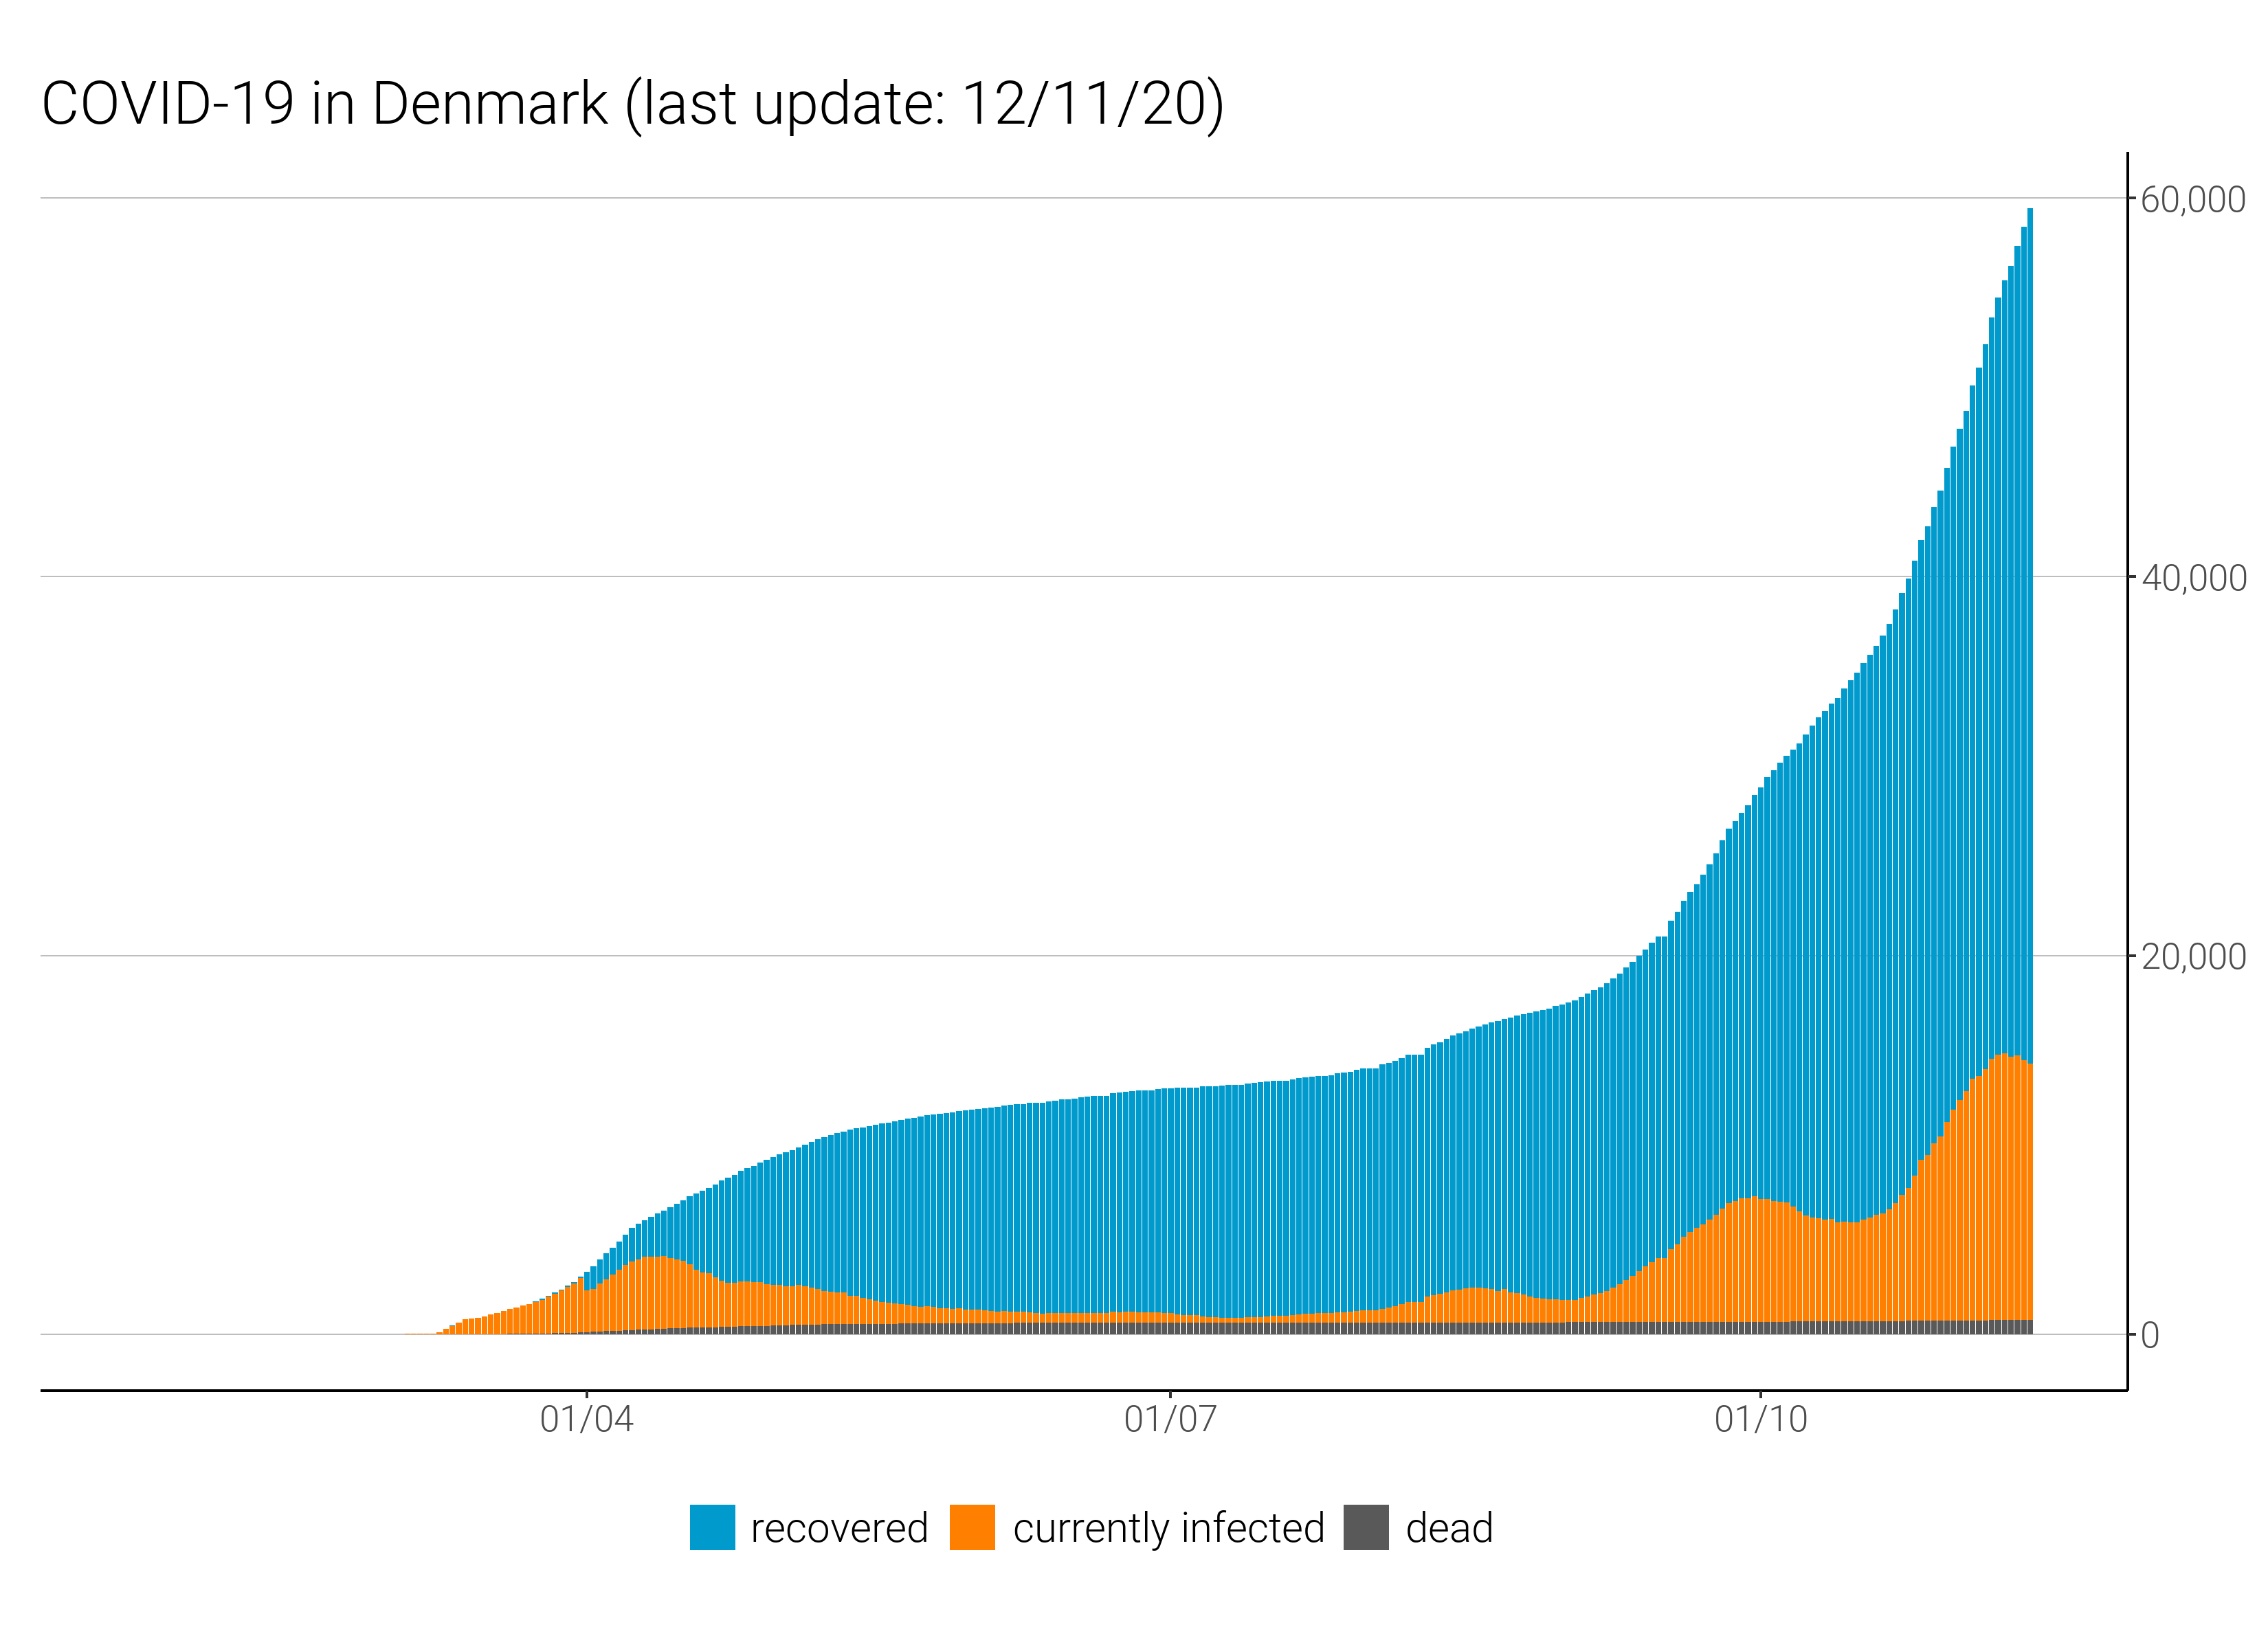 COVID-19 in Denmark (last update: 12/11/20)
60,000
40,000
20,000
0
01/04 01/07 01/10
recovered currently infected dead